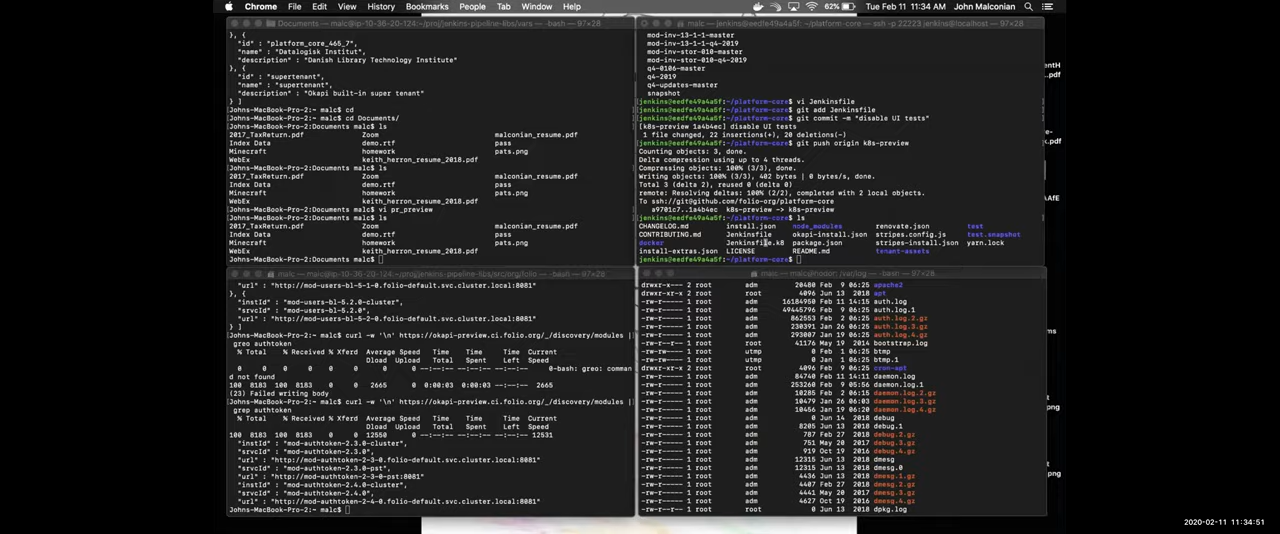 Chrome File Edit View History Bookmarks People Tab Window Help 62% Tue Feb 11 11:34 AM John Malconian
Documents — malc@ip-10-36-20-124: ~/proj/jenkins-pipeline-libs/vars — -bash — 97×28
}, {
"id" : "platform_core_465_7",
"name" : "Datalogisk Institut",
"description" : "Danish Library Technology Institute"
}, {
"id" : "supertenant",
"name" : "supertenant",
"description" : "Okapi built-in super tenant"
} ]
Johns-MacBook-Pro-2:~ malc$ cd
Johns-MacBook-Pro-2:~ malc$ cd Documents/
Johns-MacBook-Pro-2:Documents malc$ ls
2017_TaxReturn.pdf Zoom malconian_resume.pdf
Index Data demo.rtf pass
Minecraft homework pats.png
WebEx keith_herron_resume_2018.pdf
Johns-MacBook-Pro-2:Documents malc$ ls
2017_TaxReturn.pdf Zoom malconian_resume.pdf
Index Data demo.rtf pass
Minecraft homework pats.png
WebEx keith_herron_resume_2018.pdf
Johns-MacBook-Pro-2:Documents malc$ vi pr_preview
Johns-MacBook-Pro-2:Documents malc$ ls
2017_TaxReturn.pdf Zoom malconian_resume.pdf
Index Data demo.rtf pass
Minecraft homework pats.png
WebEx keith_herron_resume_2018.pdf
Johns-MacBook-Pro-2:Documents malc$
malc — jenkins@eedfe49a4a5f: ~/platform-core — ssh -p 22223 jenkins@localhost — 97×28
mod-inv-13-1-1-master
mod-inv-13-1-1-q4-2019
mod-inv-stor-010-master
mod-inv-stor-010-q4-2019
q4-0106-master
q4-2019
q4-updates-master
snapshot
jenkins@eedfe49a4a5f:~/platform-core$ vi Jenkinsfile
jenkins@eedfe49a4a5f:~/platform-core$ git add Jenkinsfile
jenkins@eedfe49a4a5f:~/platform-core$ git commit -m "disable UI tests"
[k8s-preview 1a4b4ec] disable UI tests
1 file changed, 22 insertions(+), 20 deletions(-)
jenkins@eedfe49a4a5f:~/platform-core$ git push origin k8s-preview
Counting objects: 3, done.
Delta compression using up to 4 threads.
Compressing objects: 100% (3/3), done.
Writing objects: 100% (3/3), 402 bytes | 0 bytes/s, done.
Total 3 (delta 2), reused 0 (delta 0)
remote: Resolving deltas: 100% (2/2), completed with 2 local objects.
To ssh://git@github.com/folio-org/platform-core
a9701c7..1a4b4ec k8s-preview -> k8s-preview
jenkins@eedfe49a4a5f:~/platform-core$ ls
CHANGELOG.md install.json node_modules renovate.json test
CONTRIBUTING.md Jenkinsfile okapi-install.json stripes.config.js test.snapshot
docker Jenkinsfile.k8 package.json stripes-install.json yarn.lock
install-extras.json LICENSE README.md tenant-assets
jenkins@eedfe49a4a5f:~/platform-core$
malc — malc@ip-10-36-20-124: ~/proj/jenkins-pipeline-libs/src/org/folio — -bash — 97×28
"url" : "http://mod-users-bl-5-1-0-cluster.folio-default.svc.cluster.local:8081"
}, {
"instId" : "mod-users-bl-5.2.0-cluster",
"srvcId" : "mod-users-bl-5.2.0",
"url" : "http://mod-users-bl-5-2-0.folio-default.svc.cluster.local:8081"
} ]
Johns-MacBook-Pro-2:~ malc$ curl -w '\n' https://okapi-preview.ci.folio.org/_/discovery/modules |
greo authtoken
% Total % Received % Xferd Average Speed Time Time Time Current
Dload Upload Total Spent Left Speed
0 0 0 0 0 0 0 0 --:--:-- --:--:-- --:--:-- 0-bash: greo: comman
d not found
100 8183 100 8183 0 0 2665 0 0:00:03 0:00:03 --:--:-- 2665
(23) Failed writing body
Johns-MacBook-Pro-2:~ malc$ curl -w '\n' https://okapi-preview.ci.folio.org/_/discovery/modules |
grep authtoken
% Total % Received % Xferd Average Speed Time Time Time Current
Dload Upload Total Spent Left Speed
100 8183 100 8183 0 0 12550 0 --:--:-- --:--:-- --:--:-- 12531
"instId" : "mod-authtoken-2.3.0-cluster",
"srvcId" : "mod-authtoken-2.3.0",
"url" : "http://mod-authtoken-2-3-0.folio-default.svc.cluster.local:8081"
"instId" : "mod-authtoken-2.3.0-pst",
"url" : "http://mod-authtoken-2-3-0-pst:8081"
"instId" : "mod-authtoken-2.4.0-cluster",
"srvcId" : "mod-authtoken-2.4.0",
"url" : "http://mod-authtoken-2-4-0.folio-default.svc.cluster.local:8081"
Johns-MacBook-Pro-2:~ malc$
malc — malc@nodor: /var/log — -bash — 97×28
drwxr-x--- 2 root adm 20480 Feb 9 06:25 apache2
drwxr-xr-x 2 root root 4096 Jun 13 2018 apt
-rw-r----- 1 root adm 16184950 Feb 11 14:15 auth.log
-rw-r----- 1 root adm 49445796 Feb 9 06:25 auth.log.1
-rw-r----- 1 root adm 862553 Feb 2 06:25 auth.log.2.gz
-rw-r----- 1 root adm 230391 Jan 26 06:25 auth.log.3.gz
-rw-r----- 1 root adm 293007 Jan 19 06:25 auth.log.4.gz
-rw-r--r-- 1 root root 41176 May 19 2014 bootstrap.log
-rw-rw---- 1 root utmp 0 Feb 1 06:25 btmp
-rw-rw---- 1 root utmp 0 Jan 1 06:25 btmp.1
drwxr-xr-x 2 root root 4096 Feb 9 06:25 cron-apt
-rw-r----- 1 root adm 84740 Feb 11 14:11 daemon.log
-rw-r----- 1 root adm 253260 Feb 9 05:56 daemon.log.1
-rw-r----- 1 root adm 10285 Feb 2 06:15 daemon.log.2.gz
-rw-r----- 1 root adm 10479 Jan 26 06:03 daemon.log.3.gz
-rw-r----- 1 root adm 10456 Jan 19 06:20 daemon.log.4.gz
-rw-r----- 1 root adm 0 Jun 14 2018 debug
-rw-r----- 1 root adm 8205 Jun 13 2018 debug.1
-rw-r----- 1 root adm 787 Feb 27 2018 debug.2.gz
-rw-r----- 1 root adm 751 May 20 2017 debug.3.gz
-rw-r----- 1 root adm 919 Oct 19 2016 debug.4.gz
-rw-r----- 1 root adm 12315 Jun 13 2018 dmesg
-rw-r----- 1 root adm 12315 Jun 13 2018 dmesg.0
-rw-r----- 1 root adm 4436 Jun 13 2018 dmesg.1.gz
-rw-r----- 1 root adm 4407 Feb 27 2018 dmesg.2.gz
-rw-r----- 1 root adm 4441 May 20 2017 dmesg.3.gz
-rw-r----- 1 root adm 4627 Oct 19 2016 dmesg.4.gz
-rw-r--r-- 1 root root 0 Jun 13 2018 dpkg.log
2020-02-11 11:34:51